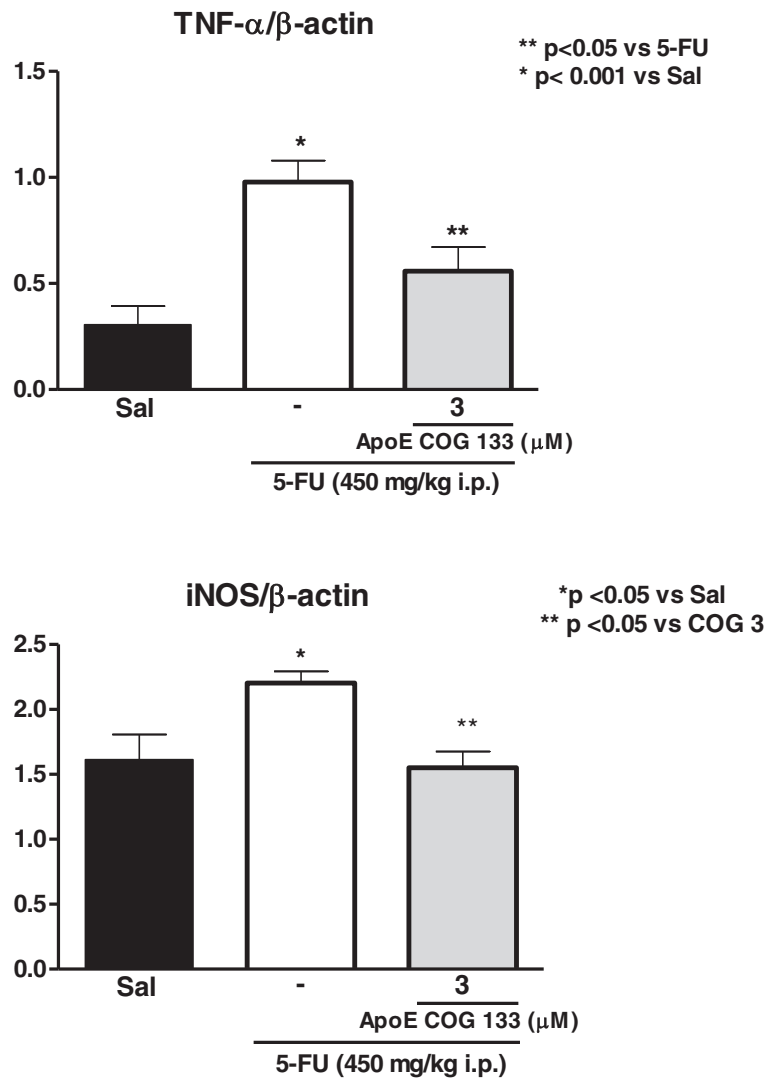 TNF-α/β-actin
** p<0.05 vs 5-FU
* p< 0.001 vs Sal
1.5
*
1.0
**
0.5
0.0
Sal - 3
ApoE COG 133 (μM)
5-FU (450 mg/kg i.p.)
iNOS/β-actin
*p <0.05 vs Sal
** p <0.05 vs COG 3
2.5
*
2.0
**
1.5
1.0
0.5
0.0
Sal - 3
ApoE COG 133 (μM)
5-FU (450 mg/kg i.p.)